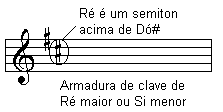 Ré é um semiton
acima de Dó#
Armadura de clave de
Ré maior ou Si menor